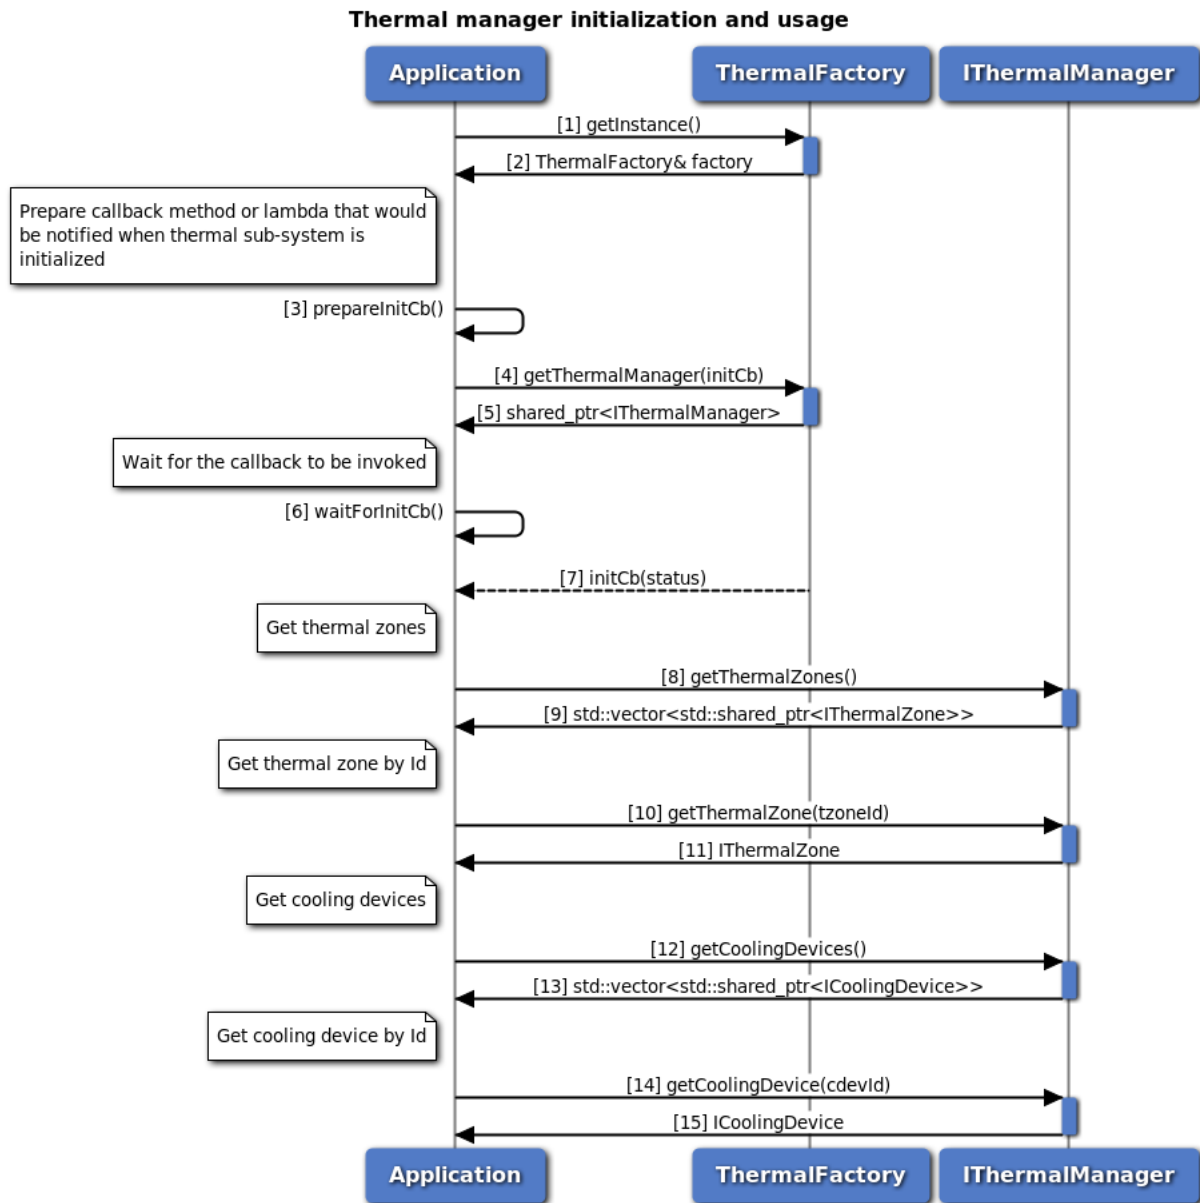 Thermal manager initialization and usage
Application ThermalFactory IThermalManager
[1] getInstance()
[2] ThermalFactory& factory
Prepare callback method or lambda that would
be notified when thermal sub-system is
initialized
[3] prepareInitCb()
[4] getThermalManager(initCb)
[5] shared_ptr<IThermalManager>
Wait for the callback to be invoked
[6] waitForInitCb()
[7] initCb(status)
Get thermal zones
[8] getThermalZones()
[9] std::vector<std::shared_ptr<IThermalZone>>
Get thermal zone by Id
[10] getThermalZone(tzoneId)
[11] IThermalZone
Get cooling devices
[12] getCoolingDevices()
[13] std::vector<std::shared_ptr<ICoolingDevice>>
Get cooling device by Id
[14] getCoolingDevice(cdevId)
[15] ICoolingDevice
Application ThermalFactory IThermalManager